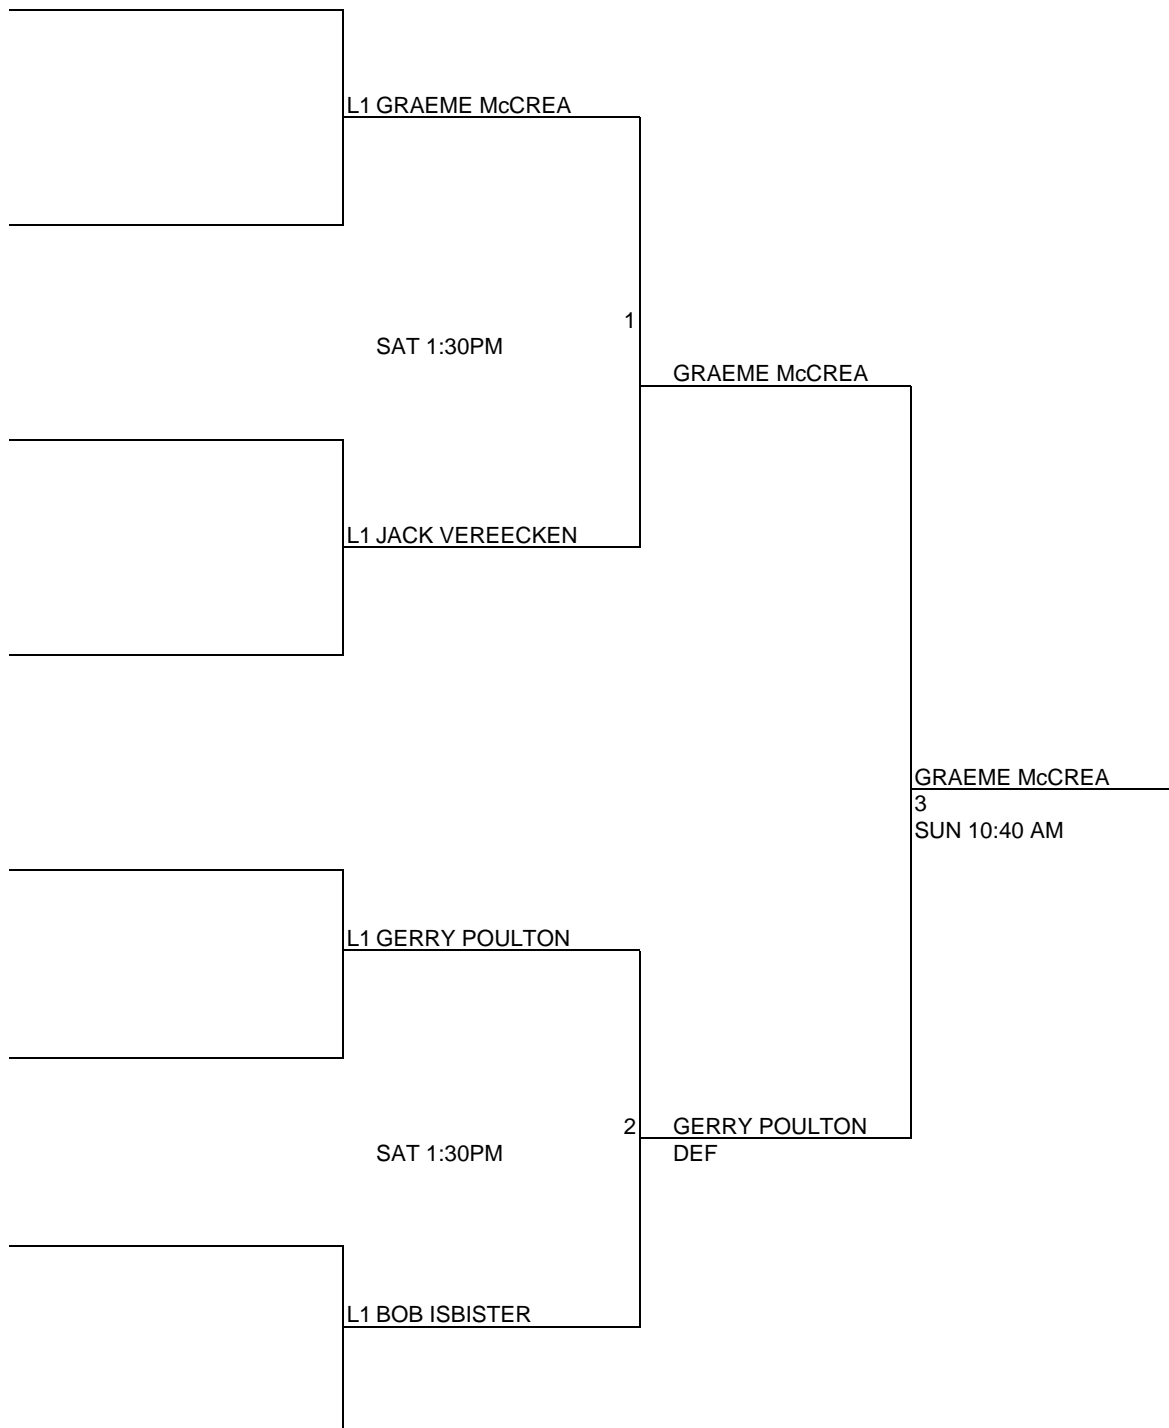 L1 GRAEME McCREA
1
SAT 1:30PM
GRAEME McCREA
L1 JACK VEREECKEN
GRAEME McCREA
3
SUN 10:40 AM
L1 GERRY POULTON
2
GERRY POULTON
SAT 1:30PM
DEF
L1 BOB ISBISTER